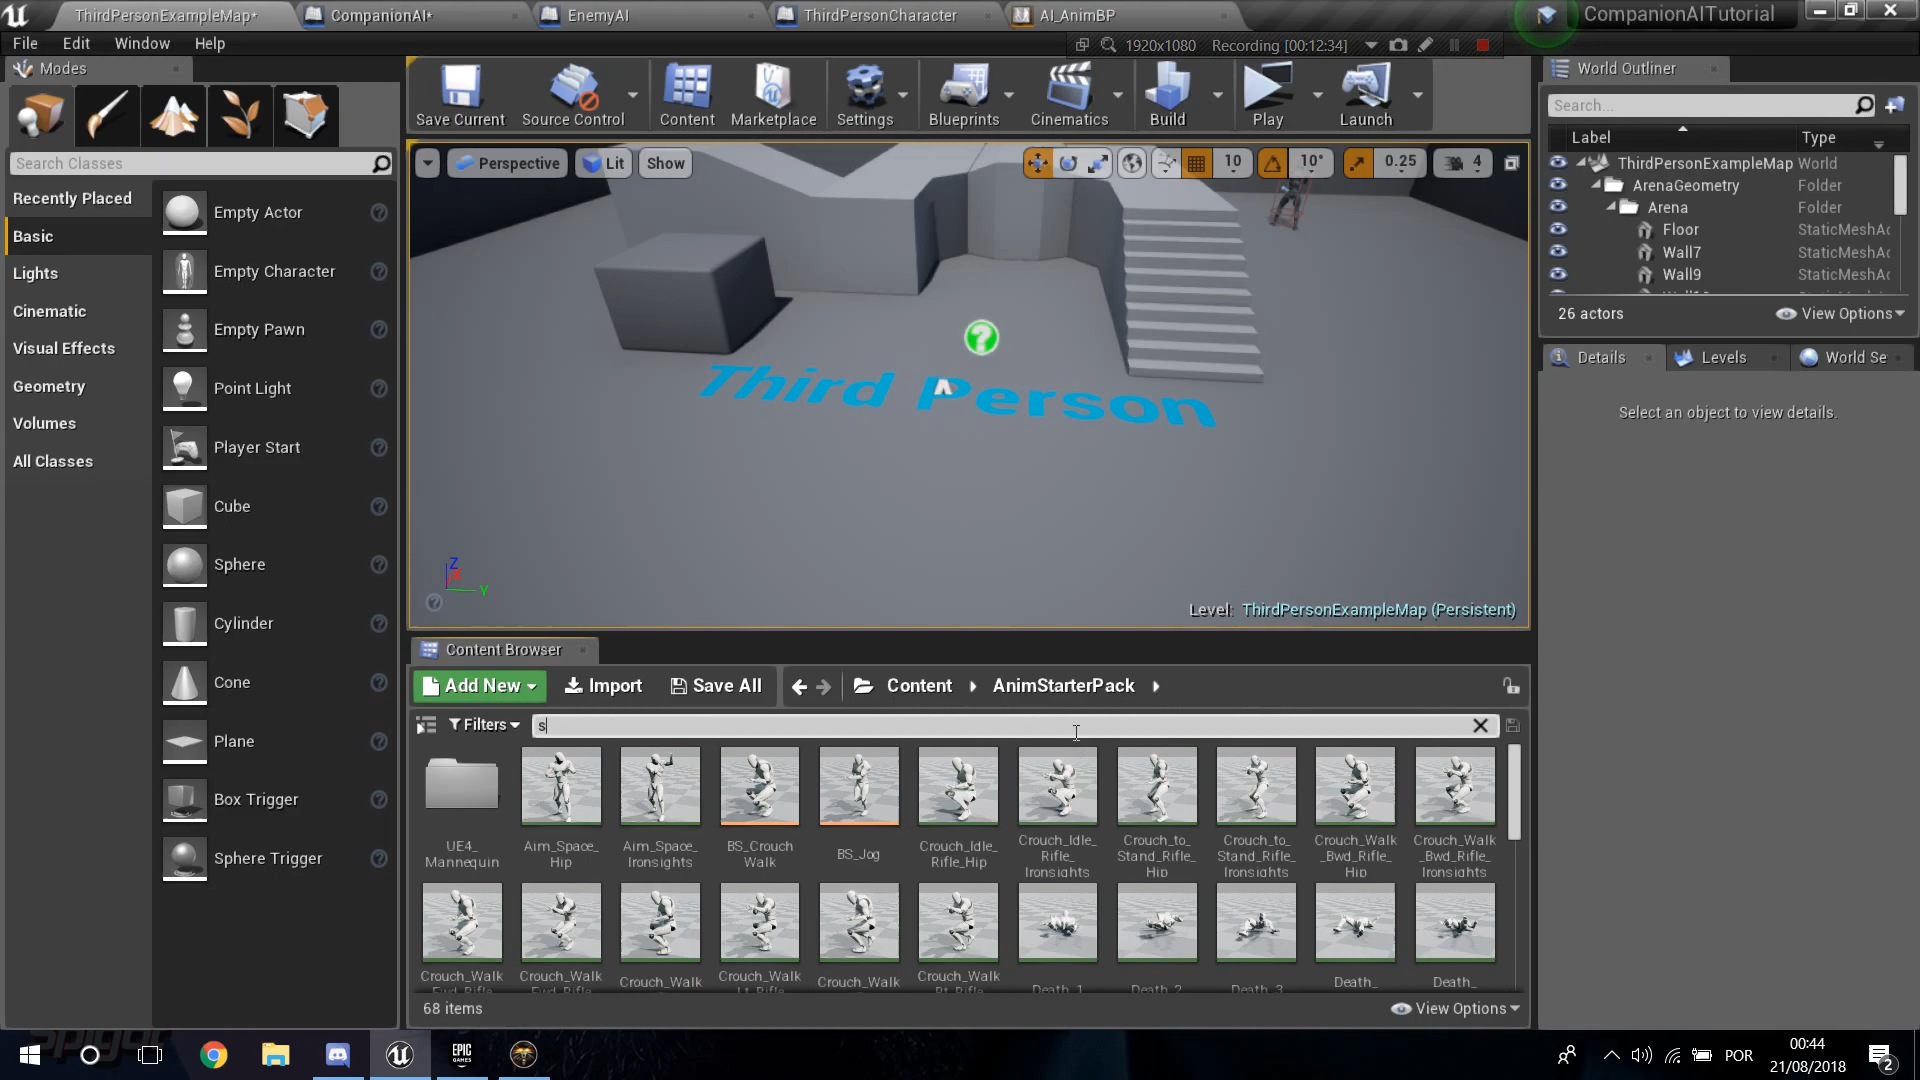 ThirdPersonExampleMap*
CompanionAI*
EnemyAI
ThirdPersonCharacter
AI_AnimBP
CompanionAITutorial
File Edit Window Help
1920x1080 Recording [00:12:34]
Modes
Search Classes
Recently Placed
Basic
Lights
Cinematic
Visual Effects
Geometry
Volumes
All Classes
Empty Actor
Empty Character
Empty Pawn
Point Light
Player Start
Cube
Sphere
Cylinder
Cone
Plane
Box Trigger
Sphere Trigger
Save Current
Source Control
Content
Marketplace
Settings
Blueprints
Cinematics
Build
Play
Launch
Perspective
Lit
Show
10
10°
0.25
4
Third Person
Z
X
Y
Level: ThirdPersonExampleMap (Persistent)
Content Browser
Add New
Import
Save All
Content
AnimStarterPack
Filters
s
UE4_
Mannequin
Aim_Space_
Hip
Aim_Space_
Ironsights
BS_Crouch
Walk
BS_Jog
Crouch_Idle_
Rifle_Hip
Crouch_Idle_
Rifle_
Ironsights
Crouch_to_
Stand_Rifle_
Hip
Crouch_to_
Stand_Rifle_
Ironsights
Crouch_Walk
_Bwd_Rifle_
Hip
Crouch_Walk
_Bwd_Rifle_
Ironsights
Crouch_Walk
_Fwd_Rifle_
Crouch_Walk
_Fwd_Rifle_
Crouch_Walk
Crouch_Walk
_Lt_Rifle_
Crouch_Walk
Crouch_Walk
_Rt_Rifle_
Death_1
Death_2
Death_3
Death_
Death_
68 items
View Options
World Outliner
Search...
Label
Type
ThirdPersonExampleMap World
ArenaGeometry Folder
Arena Folder
Floor StaticMeshAc
Wall7 StaticMeshAc
Wall9 StaticMeshAc
26 actors
View Options
Details
Levels
World Se
Select an object to view details.
EPIC
GAMES
POR
00:44
21/08/2018
2